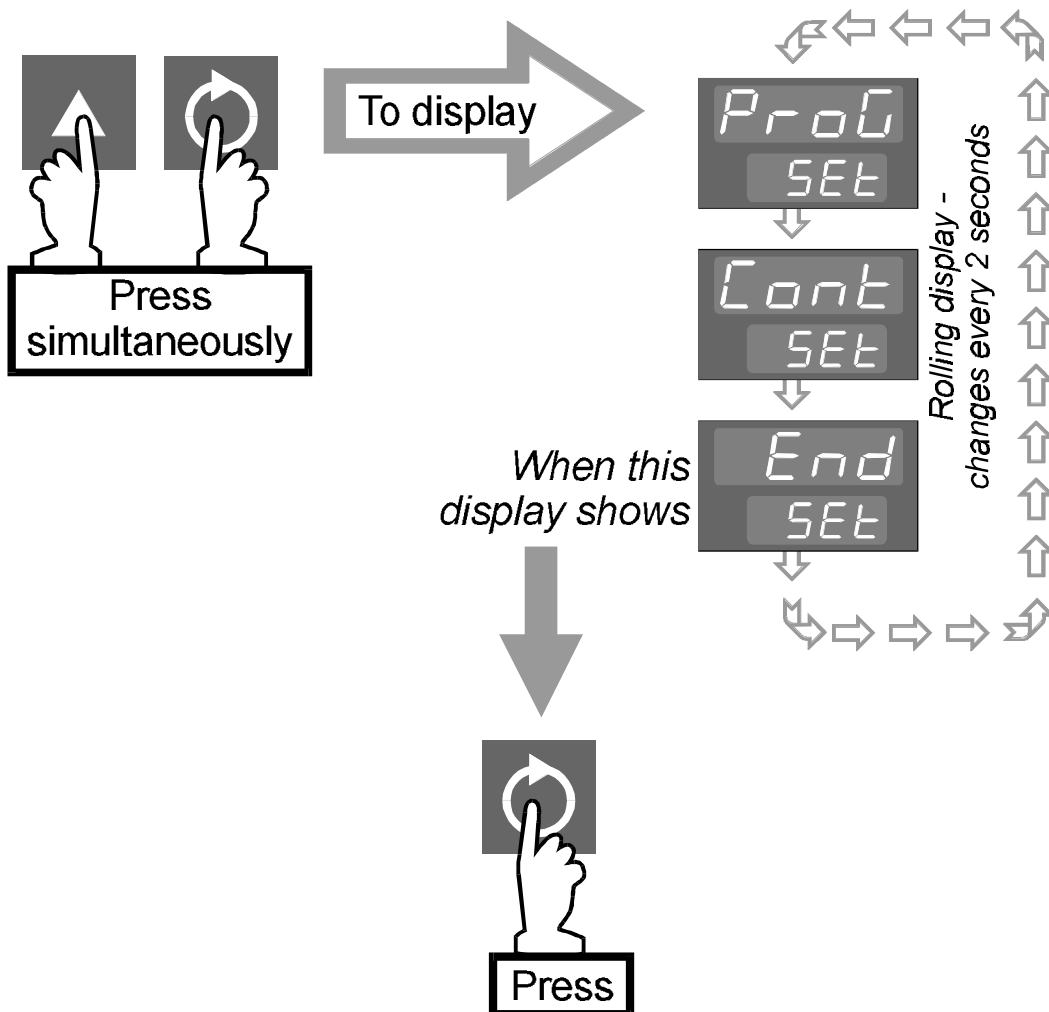 To display
Press
simultaneously
ProG
SEt
Cont
SEt
End
SEt
Rolling display -
changes every 2 seconds
When this
display shows
Press